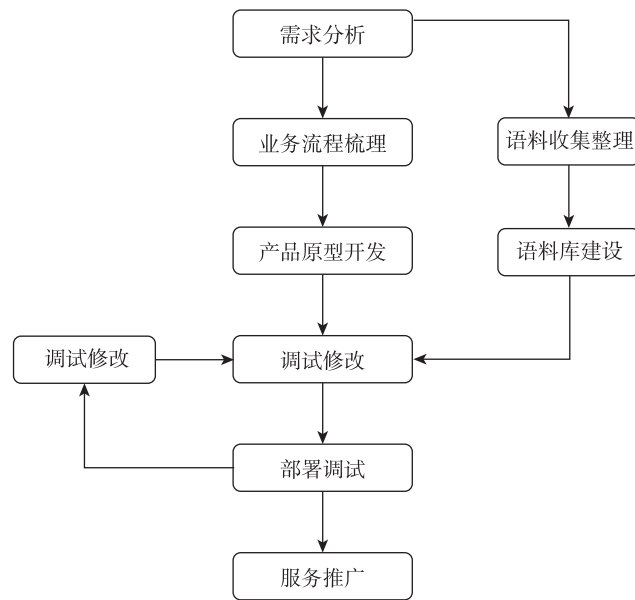 需求分析
业务流程梳理
语料收集整理
产品原型开发
语料库建设
调试修改
调试修改
部署调试
服务推广